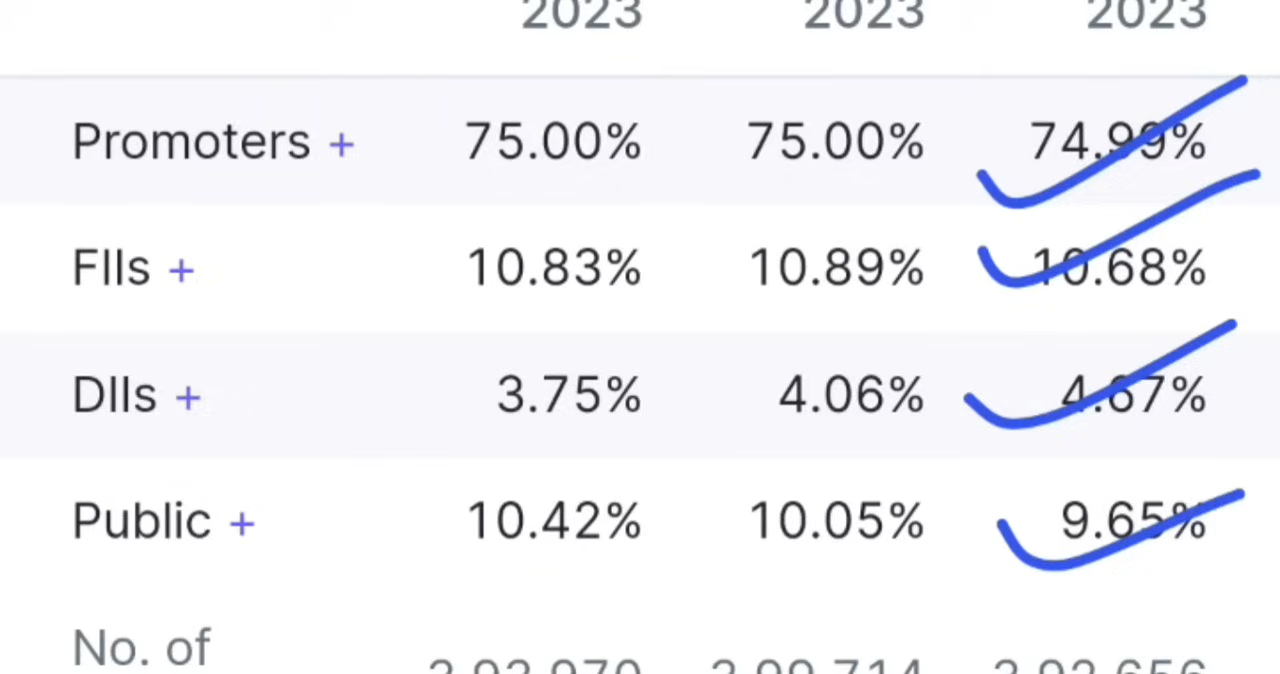 2023 2023 2023
Promoters + 75.00% 75.00% 74.99%
FIIs + 10.83% 10.89% 10.68%
DIIs + 3.75% 4.06% 4.67%
Public + 10.42% 10.05% 9.65%
No. of